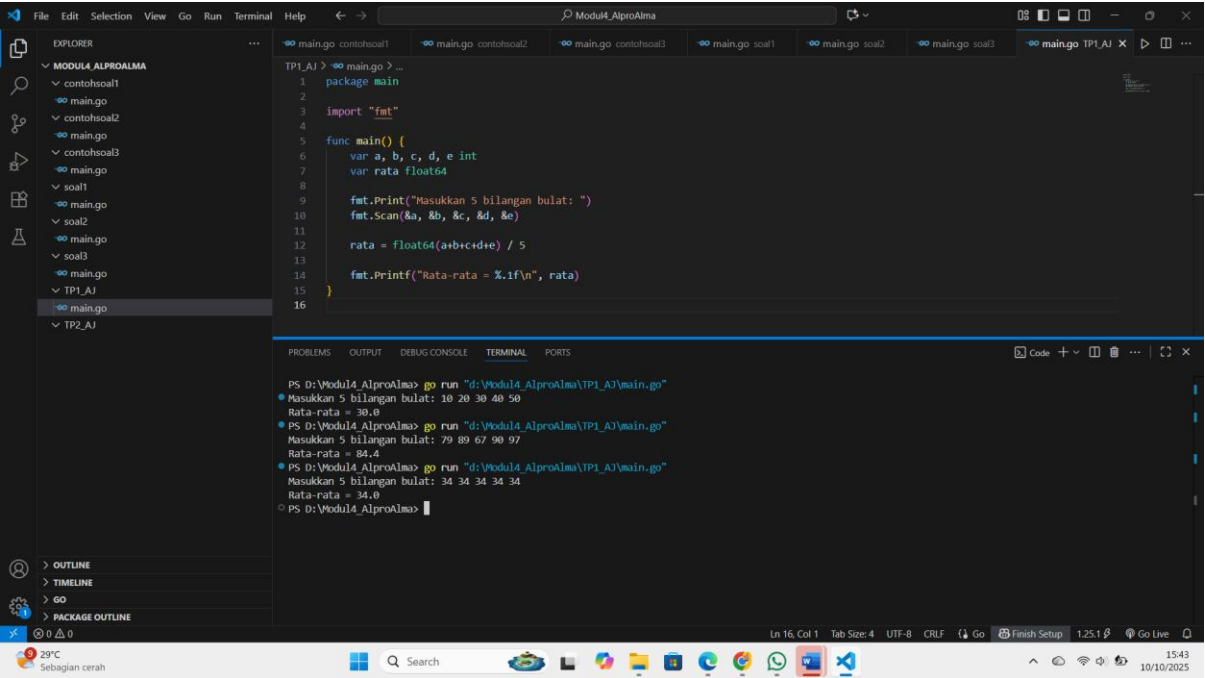 File Edit Selection View Go Run Terminal Help
Modul4_AlproAlma
EXPLORER
MODUL4_ALPROALMA
contohsoal1
main.go
contohsoal2
main.go
contohsoal3
main.go
soal1
main.go
soal2
main.go
soal3
main.go
TP1_AJ
main.go
TP2_AJ
OUTLINE
TIMELINE
GO
PACKAGE OUTLINE
main.go contohsoal1 main.go contohsoal2 main.go contohsoal3 main.go soal1 main.go soal2 main.go soal3 main.go TP1_AJ
TP1_AJ > main.go > ...
1 package main
2
3 import "fmt"
4
5 func main() {
6 var a, b, c, d, e int
7 var rata float64
8
9 fmt.Print("Masukkan 5 bilangan bulat: ")
10 fmt.Scan(&a, &b, &c, &d, &e)
11
12 rata = float64(a+b+c+d+e) / 5
13
14 fmt.Printf("Rata-rata = %.1f\n", rata)
15 }
16
PROBLEMS OUTPUT DEBUG CONSOLE TERMINAL PORTS
Code
PS D:\Modul4_AlproAlma> go run "d:\Modul4_AlproAlma\TP1_AJ\main.go"
Masukkan 5 bilangan bulat: 10 20 30 40 50
Rata-rata = 30.0
PS D:\Modul4_AlproAlma> go run "d:\Modul4_AlproAlma\TP1_AJ\main.go"
Masukkan 5 bilangan bulat: 79 89 67 90 97
Rata-rata = 84.4
PS D:\Modul4_AlproAlma> go run "d:\Modul4_AlproAlma\TP1_AJ\main.go"
Masukkan 5 bilangan bulat: 34 34 34 34 34
Rata-rata = 34.0
PS D:\Modul4_AlproAlma>
1
0 0 Ln 16, Col 1 Tab Size: 4 UTF-8 CRLF Go Finish Setup 1.25.1 Go Live
9
29°C
Sebagian cerah
Search
15:43
10/10/2025